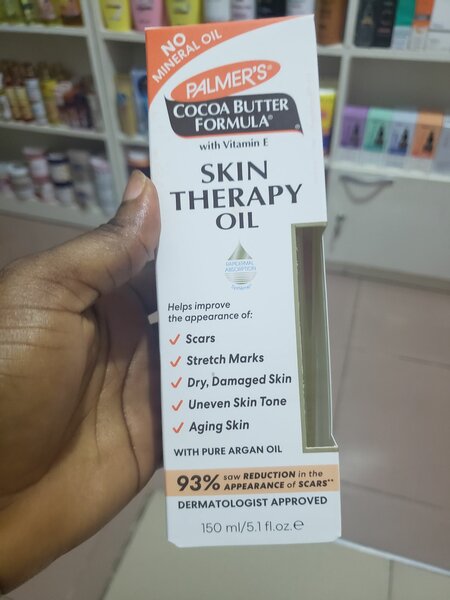 NO
MINERAL OIL
PALMER'S®
COCOA BUTTER
FORMULA®
with Vitamin E
SKIN
THERAPY
OIL
ABSORPTION
Helps improve
the appearance of:
✓ Scars
✓ Stretch Marks
✓ Dry, Damaged Skin
✓ Uneven Skin Tone
✓ Aging Skin
WITH PURE ARGAN OIL
93% saw REDUCTION in the
APPEARANCE of SCARS**
DERMATOLOGIST APPROVED
150 ml/5.1 fl.oz.℮